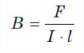 B = F / (I · l)